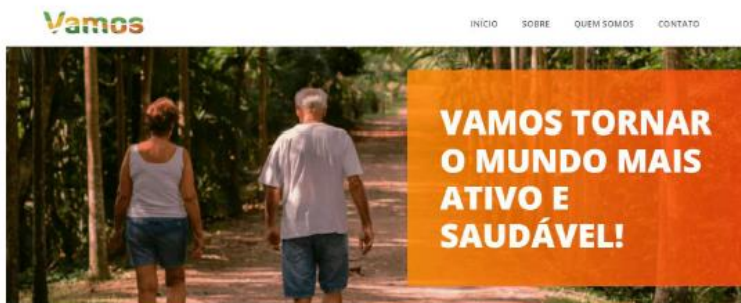 Vamos
INÍCIO SOBRE QUEM SOMOS CONTATO
VAMOS TORNAR
O MUNDO MAIS
ATIVO E
SAUDÁVEL!